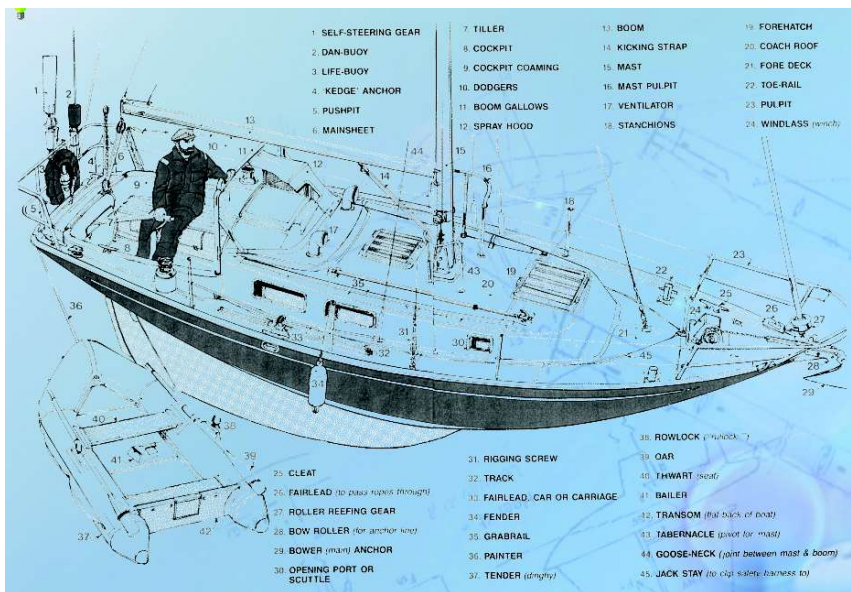 1 SELF-STEERING GEAR
2. DAN-BUOY
3. LIFE-BUOY
4. 'KEDGE' ANCHOR
5. PUSHPIT
6. MAINSHEET
7. TILLER
8. COCKPIT
9. COCKPIT COAMING
10. DODGERS
11. BOOM GALLOWS
12. SPRAY HOOD
13. BOOM
14. KICKING STRAP
15. MAST
16. MAST PULPIT
17. VENTILATOR
18. STANCHIONS
19. FOREHATCH
20. COACH ROOF
21. FORE DECK
22. TOE-RAIL
23. PULPIT
24. WINDLASS (winch)
1
2
13
10
11
12
44
15
16
14
4
6
9
5
8
17
18
35
43
20
19
22
23
24
25
26
27
28
29
36
33
32
31
30
21
45
34
40
38
41
39
37
42
25. CLEAT
26. FAIRLEAD (to pass ropes through)
27. ROLLER REEFING GEAR
28. BOW ROLLER (for anchor line)
29. BOWER (main) ANCHOR
30. OPENING PORT OR
SCUTTLE
31. RIGGING SCREW
32. TRACK
33. FAIRLEAD, CAR OR CARRIAGE
34. FENDER
35. GRABRAIL
36. PAINTER
37. TENDER (dinghy)
38. ROWLOCK
39. OAR
40. THWART (seat)
41. BAILER
42. TRANSOM (flat back of boat)
43. TABERNACLE (pivot for mast)
44. GOOSE-NECK (joint between mast & boom)
45. JACK STAY (to clip safety harness to)